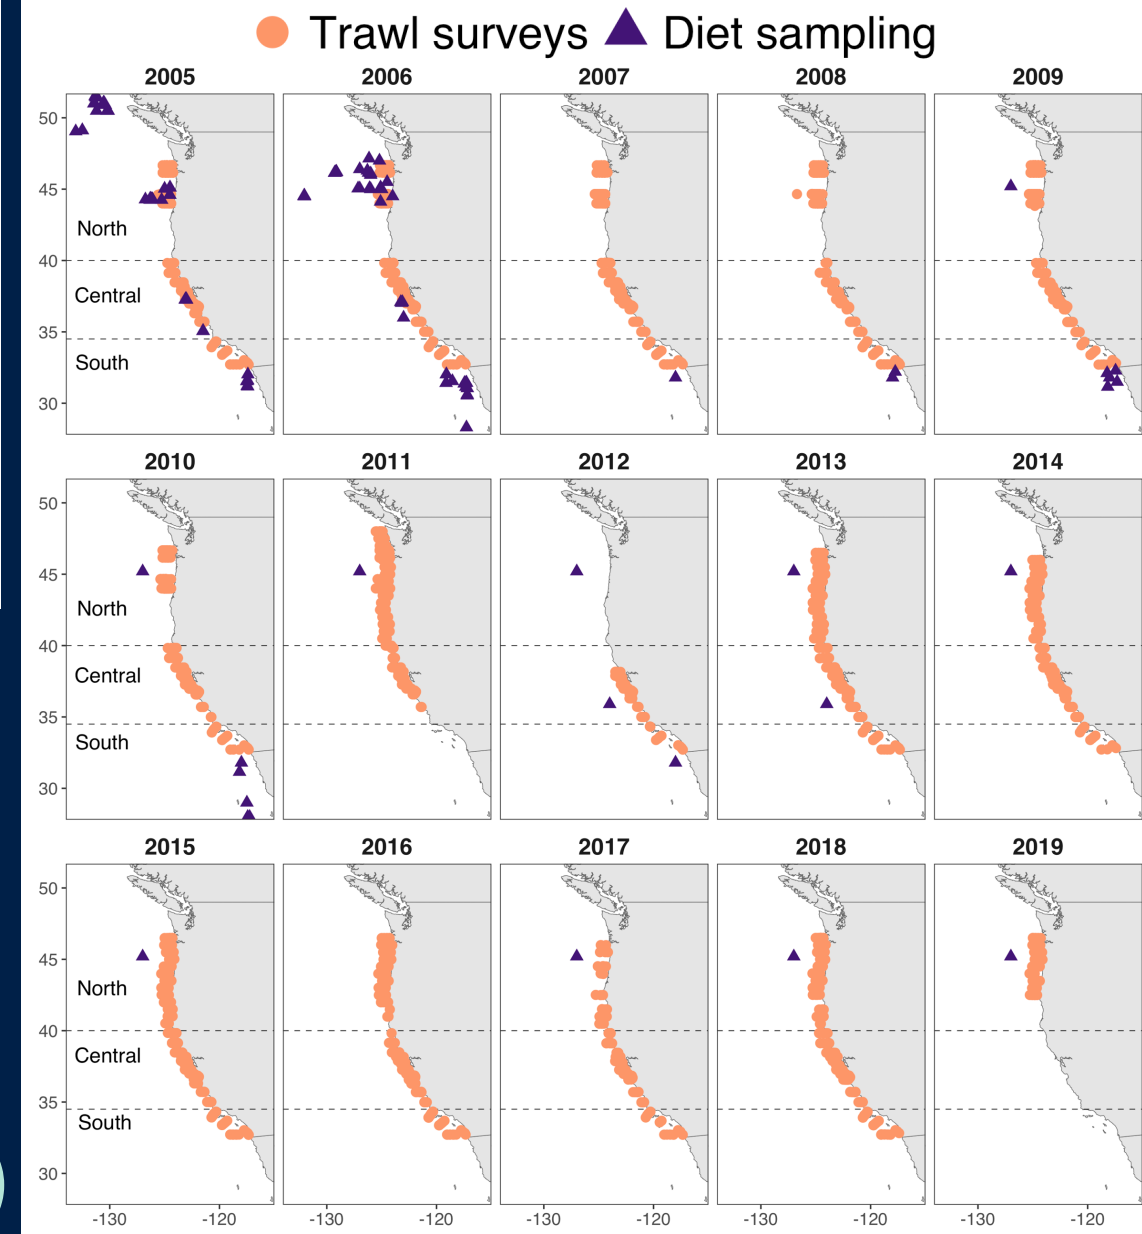 Trawl surveys Diet sampling
2005 2006 2007 2008 2009
50
45
North
40
Central
35
South
30
2010 2011 2012 2013 2014
50
45
North
40
Central
35
South
30
2015 2016 2017 2018 2019
50
45
North
40
Central
35
South
30
-130 -120 -130 -120 -130 -120 -130 -120 -130 -120